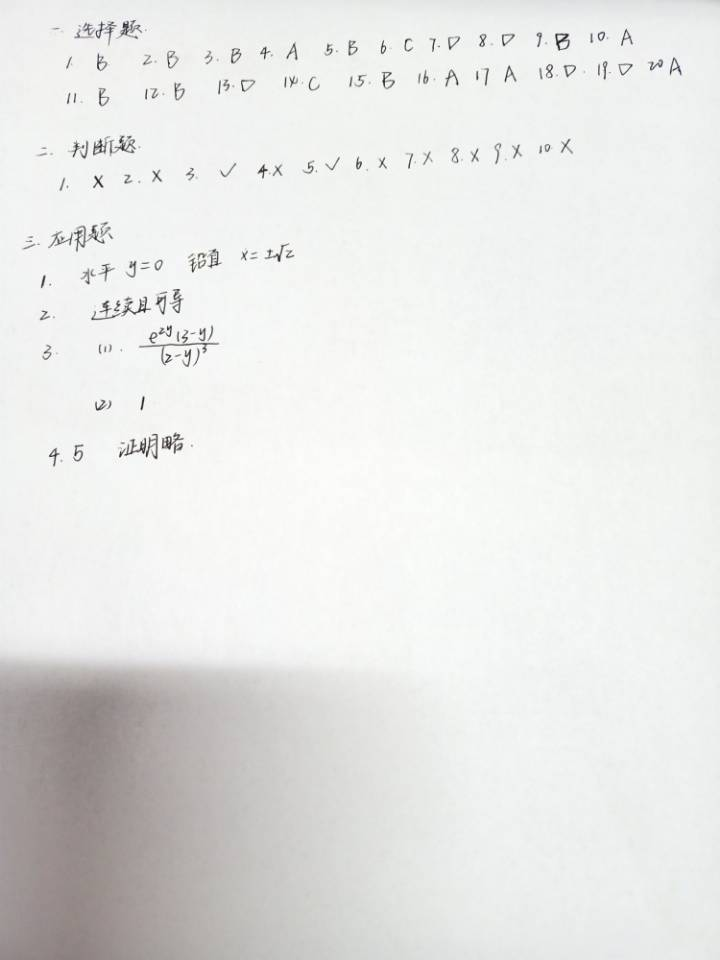 一.选择题.
1. B 2. B 3. B 4. A 5. B 6. C 7. D 8. D 9. B 10. A
11. B 12. B 13. D 14. C 15. B 16. A 17 A 18. D. 19. D 20 A
二.判断题.
1. × 2. × 3. ✓ 4. × 5. ✓ 6. × 7. × 8. × 9. × 10. ×
三.应用题
1. 水平 y=0 铅直 x=±√2
2. 连续且可导
3. (1). e^{2y}(3-y)/(2-y)^3
(2) 1
4. 5 证明略.